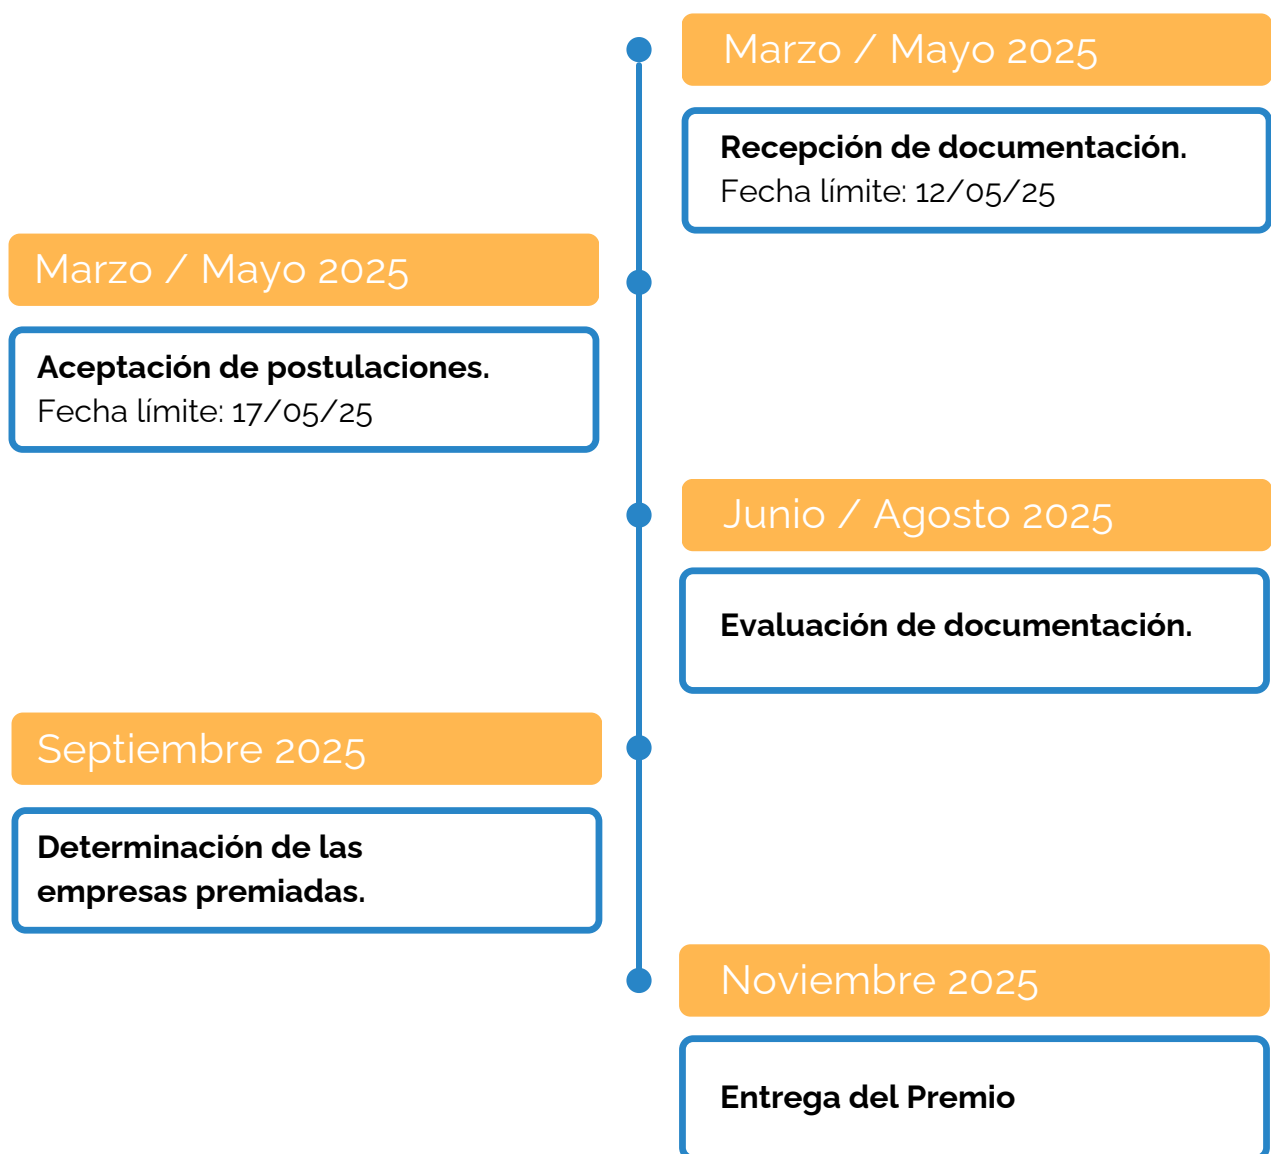 Marzo / Mayo 2025
Recepción de documentación.
Fecha límite: 12/05/25
Marzo / Mayo 2025
Aceptación de postulaciones.
Fecha límite: 17/05/25
Junio / Agosto 2025
Evaluación de documentación.
Septiembre 2025
Determinación de las
empresas premiadas.
Noviembre 2025
Entrega del Premio